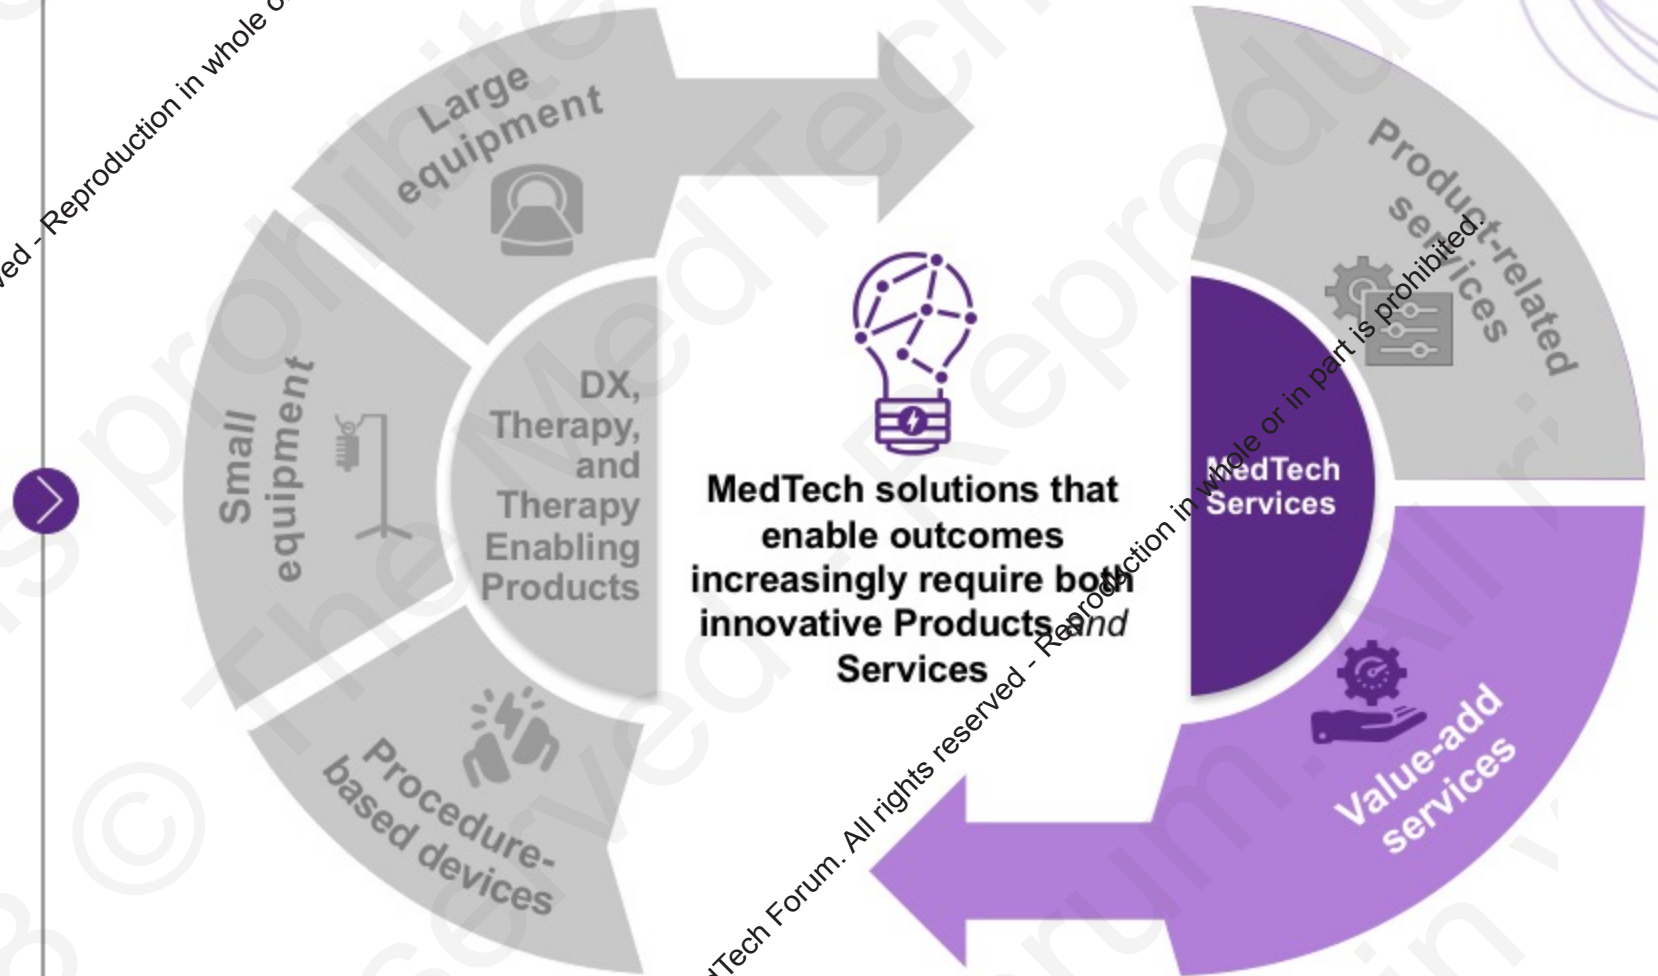 ved - Reproduction in whole o
Large
equipment
Small
equipment
Procedure-
based devices
DX,
Therapy,
and
Therapy
Enabling
Products
MedTech solutions that
enable outcomes
increasingly require both
innovative Products and
Services
MedTech
Services
Product-related
services
Value-add
services
dTech Forum. All rights reserved - Reproduction in whole or in part is prohibited.